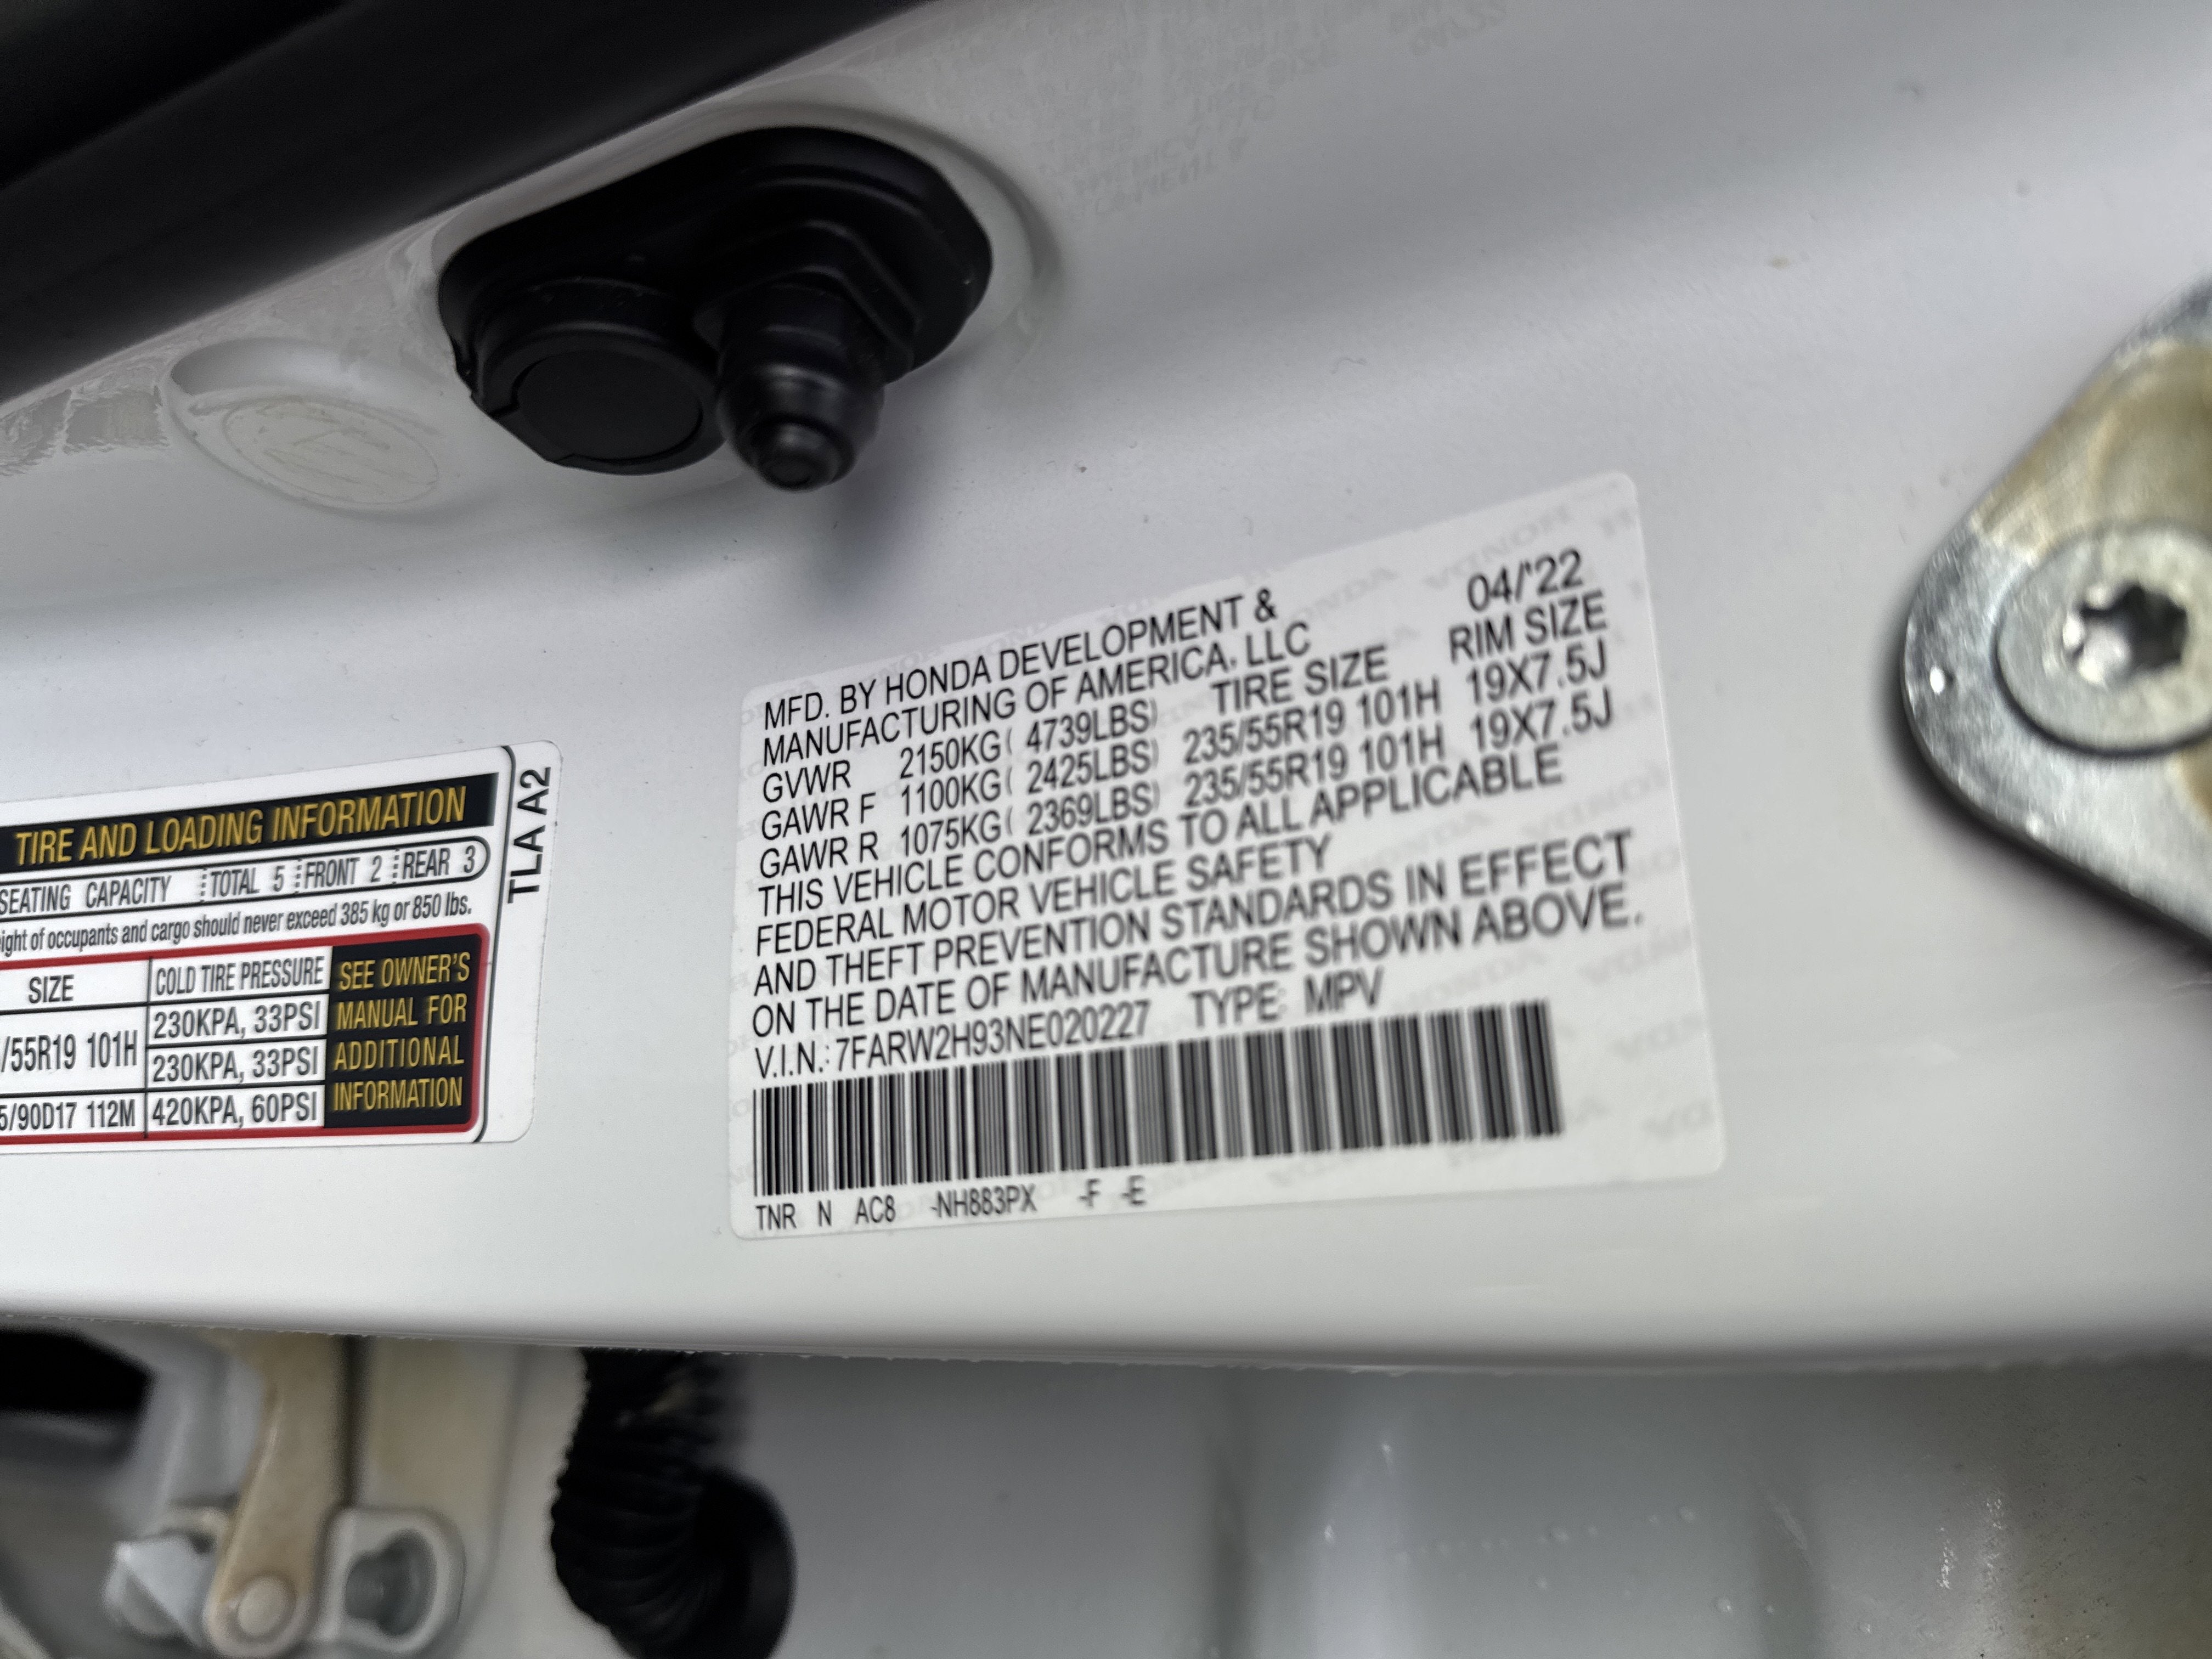 TIRE AND LOADING INFORMATION
SEATING CAPACITY TOTAL 5 FRONT 2 REAR 3
eight of occupants and cargo should never exceed 385 kg or 850 lbs.
SIZE COLD TIRE PRESSURE SEE OWNER'S MANUAL FOR ADDITIONAL INFORMATION
/55R19 101H 230KPA, 33PSI
230KPA, 33PSI
5/90D17 112M 420KPA, 60PSI
TLA A2
MFD. BY HONDA DEVELOPMENT & 04/'22
MANUFACTURING OF AMERICA, LLC RIM SIZE
GVWR 2150KG( 4739LBS) TIRE SIZE
GAWR F 1100KG( 2425LBS) 235/55R19 101H 19X7.5J
GAWR R 1075KG( 2369LBS) 235/55R19 101H 19X7.5J
THIS VEHICLE CONFORMS TO ALL APPLICABLE
FEDERAL MOTOR VEHICLE SAFETY
AND THEFT PREVENTION STANDARDS IN EFFECT
ON THE DATE OF MANUFACTURE SHOWN ABOVE.
V.I.N.: 7FARW2H93NE020227 TYPE: MPV
TNR N AC8 -NH883PX -F -E